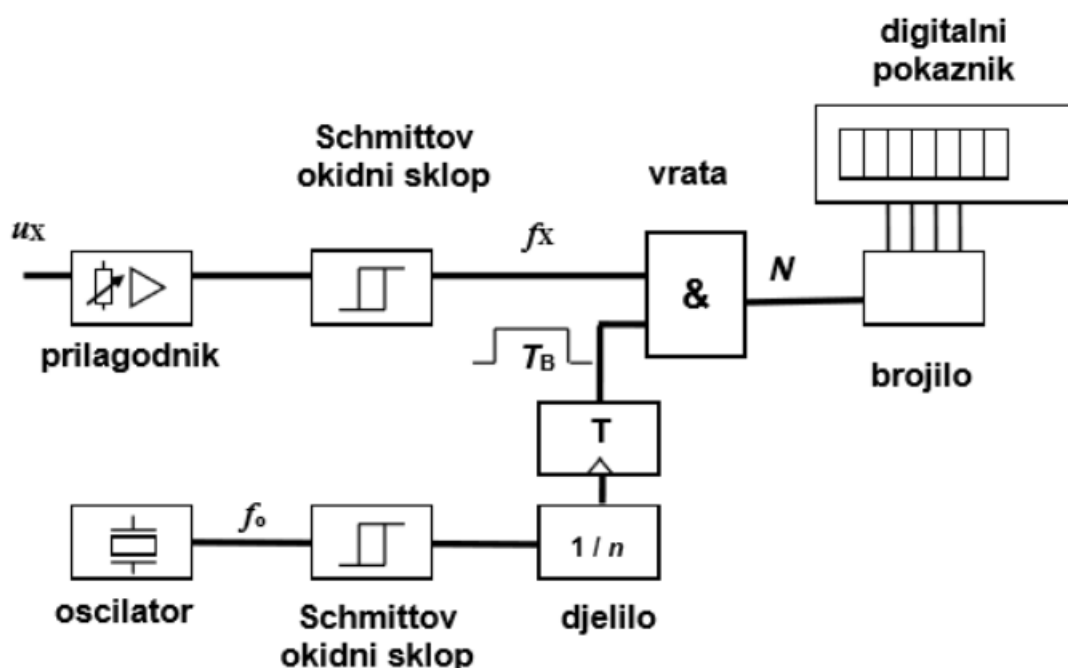 digitalni
pokaznik
Schmittov
okidni sklop
vrata
uX
fX
&
N
prilagodnik
TB
brojilo
T
fo
1 / n
oscilator
Schmittov
okidni sklop
djelilo